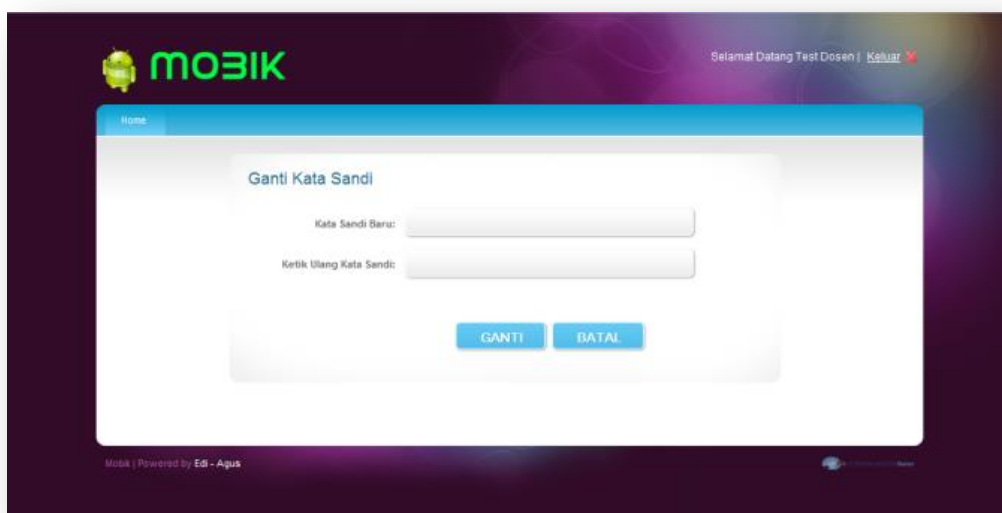 MOBIK
Selamat Datang Test Dosen | Keluar
Home
Ganti Kata Sandi
Kata Sandi Baru:
Ketik Ulang Kata Sandi:
GANTI BATAL
Mobik | Powered by Edi - Agus